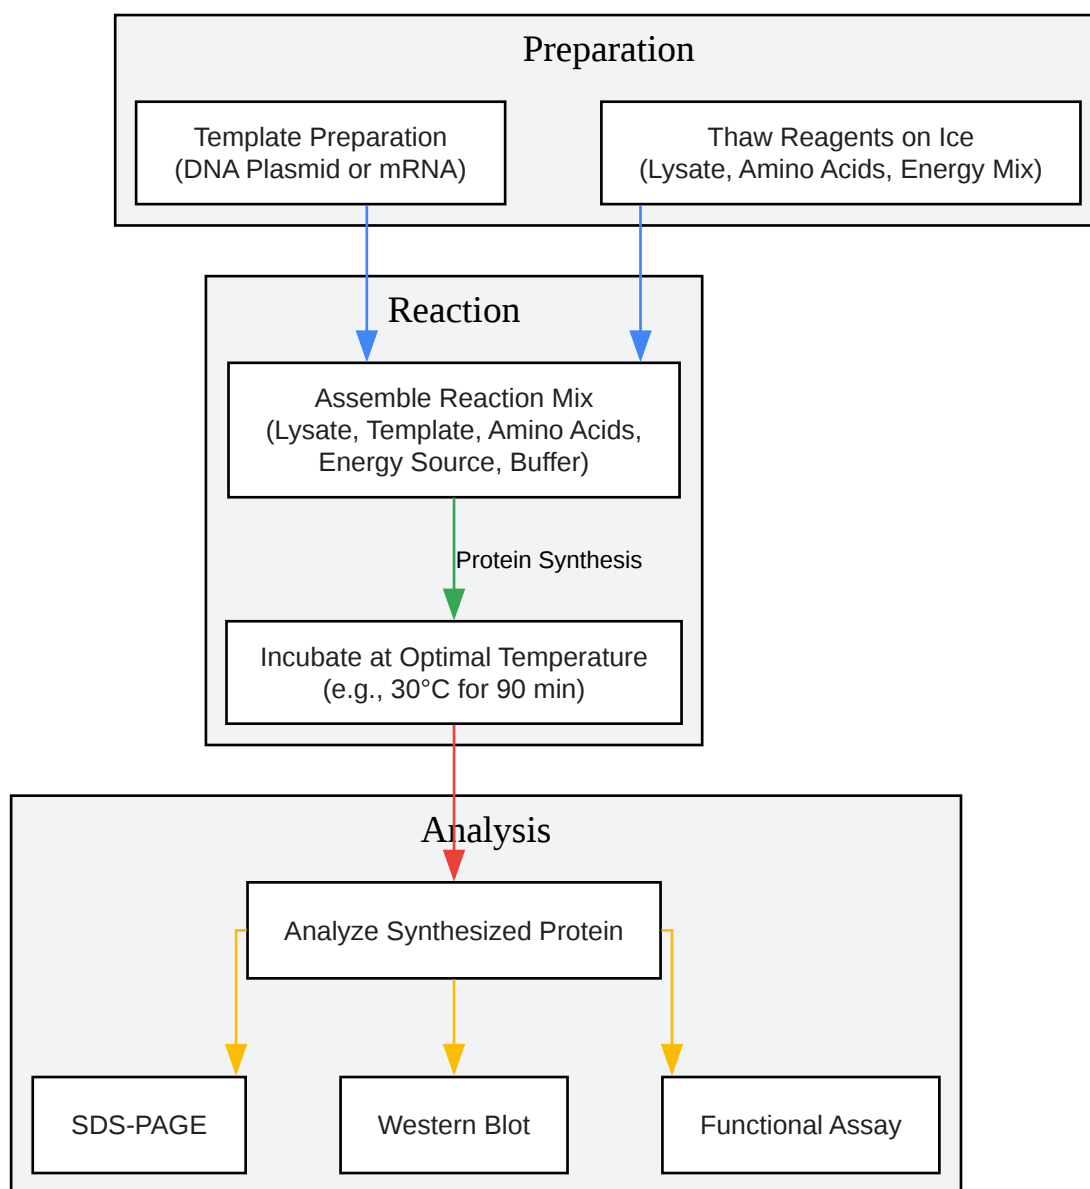 Preparation
Template Preparation
(DNA Plasmid or mRNA)
Thaw Reagents on Ice
(Lysate, Amino Acids, Energy Mix)
Reaction
Assemble Reaction Mix
(Lysate, Template, Amino Acids,
Energy Source, Buffer)
Protein Synthesis
Incubate at Optimal Temperature
(e.g., 30°C for 90 min)
Analysis
Analyze Synthesized Protein
SDS-PAGE
Western Blot
Functional Assay